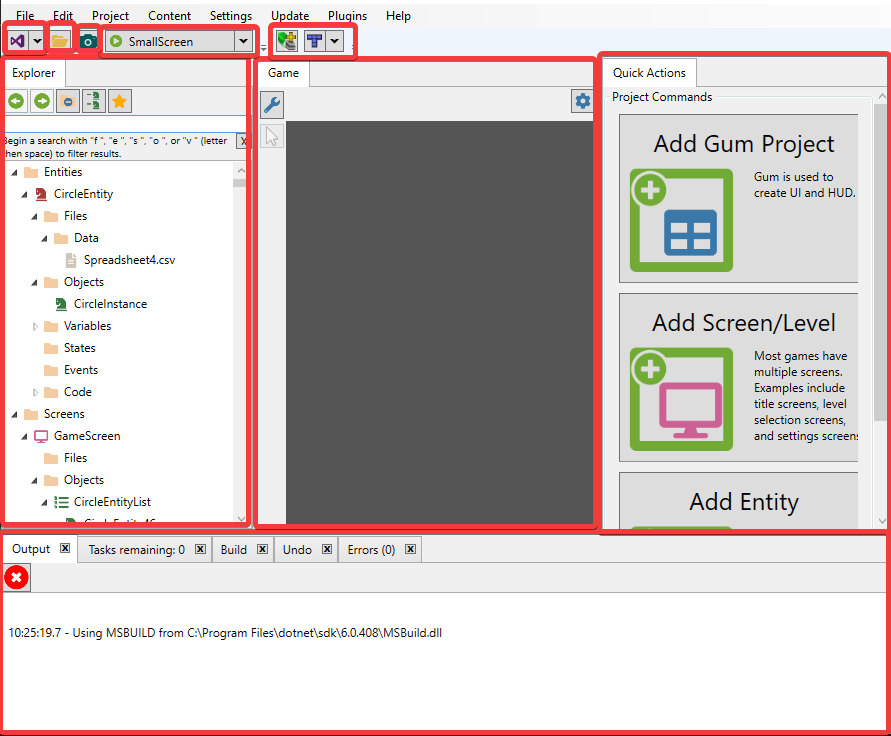 File Edit Project Content Settings Update Plugins Help
SmallScreen
Explorer
Begin a search with "f ", "e ", "s ", "o ", or "v " (letter
then space) to filter results.
X
Entities
CircleEntity
Files
Data
Spreadsheet4.csv
Objects
CircleInstance
Variables
States
Events
Code
Screens
GameScreen
Files
Objects
CircleEntityList
Game
Quick Actions
Project Commands
Add Gum Project
Gum is used to
create UI and HUD.
Add Screen/Level
Most games have
multiple screens.
Examples include
title screens, level
selection screens,
and settings screens
Add Entity
Output Tasks remaining: 0 Build Undo Errors (0)
10:25:19.7 - Using MSBUILD from C:\Program Files\dotnet\sdk\6.0.408\MSBuild.dll